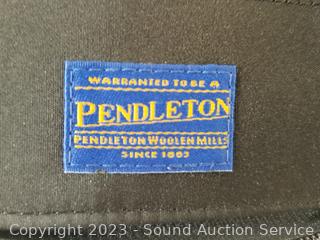 WARRANTED TO BE A
PENDLETON
PENDLETON WOOLEN MILLS
SINCE 1863
Copyright 2023 - Sound Auction Service